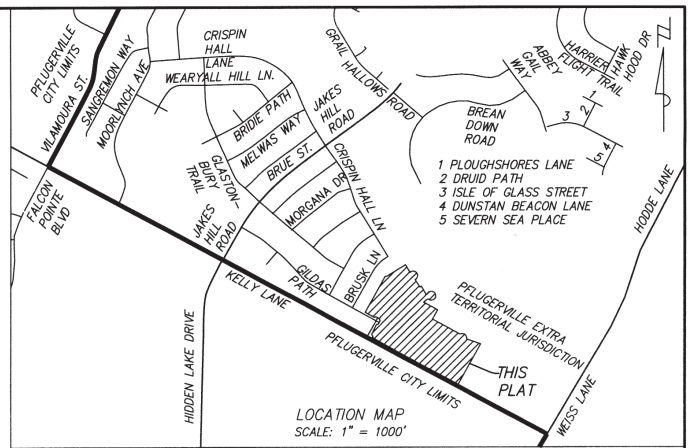 PFLUGERVILLE
CITY LIMITS
VILAMOURA ST.
SANGREMON WAY
MOORLYNCH AVE
CRISPIN
HALL
LANE
WEARYALL HILL LN.
BRIDIE PATH
MELWAS WAY
BRUE ST.
JAKES
HILL
ROAD
GRAIL HALLOWS ROAD
BREAN
DOWN
ROAD
ABBEY
GAIL
WAY
HARRIER
FLIGHT TRAIL
HAWK
HOOD DR
N
1
2
3
4
5
1 PLOUGHSHORES LANE
2 DRUID PATH
3 ISLE OF GLASS STREET
4 DUNSTAN BEACON LANE
5 SEVERN SEA PLACE
HODDE LANE
FALCON
POINTE
BLVD
GLASTON-
BURY
TRAIL
MORGANA DR
CRISPIN HALL LN
JAKES
HILL
ROAD
GILDAS
PATH
BRUSK LN
KELLY LANE
PFLUGERVILLE EXTRA
TERRITORIAL JURISDICTION
HIDDEN LAKE DRIVE
PFLUGERVILLE CITY LIMITS
THIS
PLAT
WEISS LANE
LOCATION MAP
SCALE: 1" = 1000'